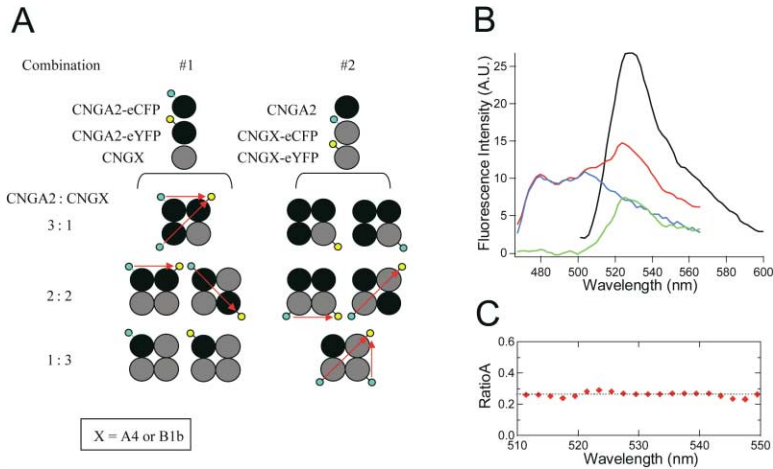 A
Combination #1 #2
CNGA2-eCFP
CNGA2-eYFP
CNGX
CNGA2
CNGX-eCFP
CNGX-eYFP
CNGA2 : CNGX
3 : 1
2 : 2
1 : 3
X = A4 or B1b
B
Fluorescence Intensity (A.U.)
25
20
15
10
5
0
480 500 520 540 560 580 600
Wavelength (nm)
C
RatioA
0.6
0.4
0.2
0.0
510 520 530 540 550
Wavelength (nm)